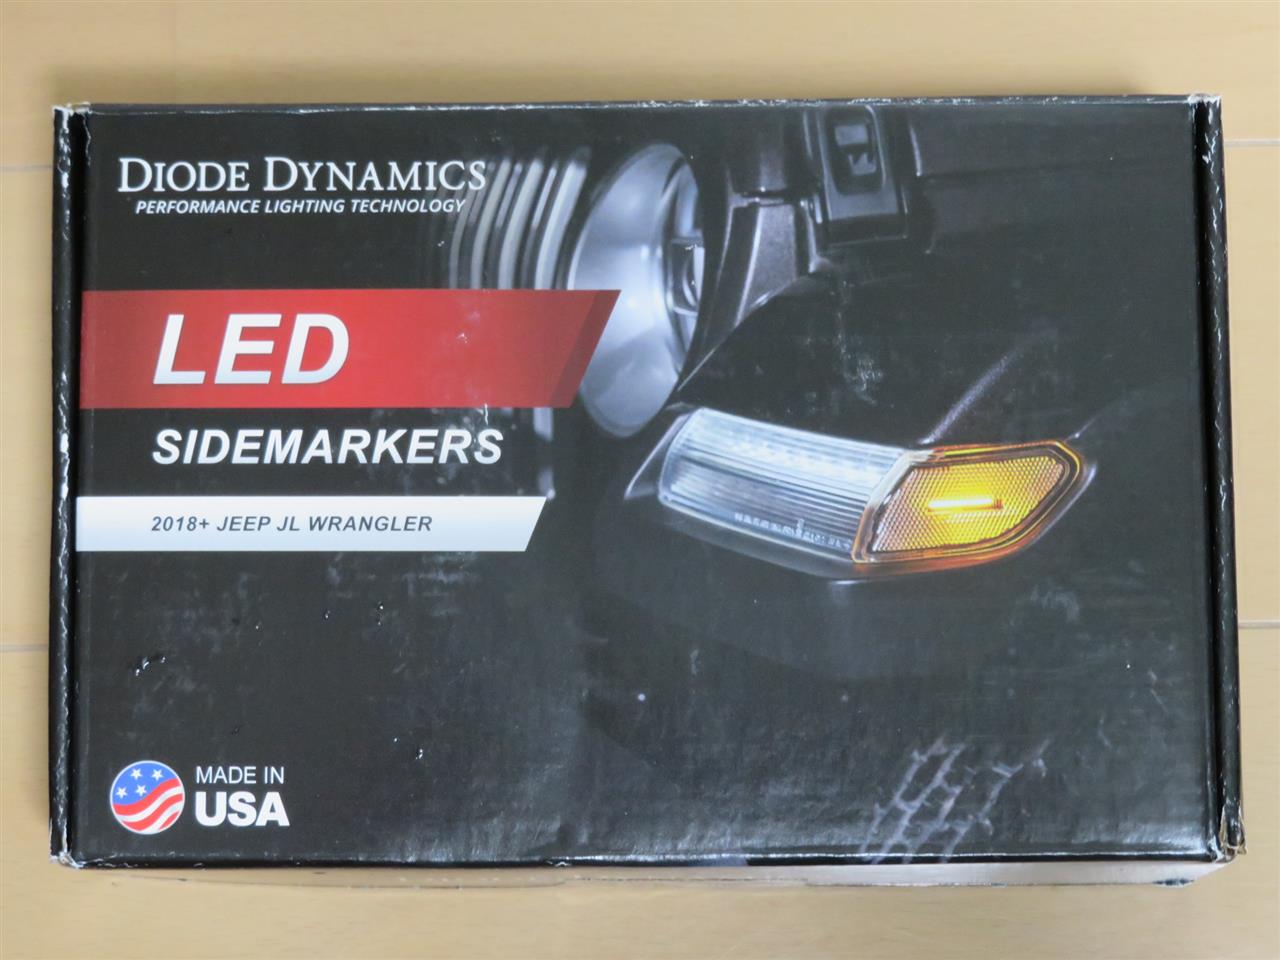 DIODE DYNAMICS
PERFORMANCE LIGHTING TECHNOLOGY
LED
SIDEMARKERS
2018+ JEEP JL WRANGLER
MADE IN
USA